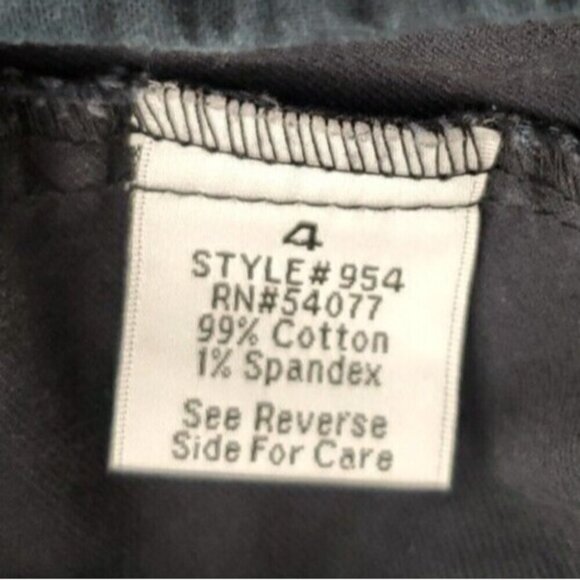 4
STYLE#954
RN#54077
99% Cotton
1% Spandex
See Reverse
Side For Care